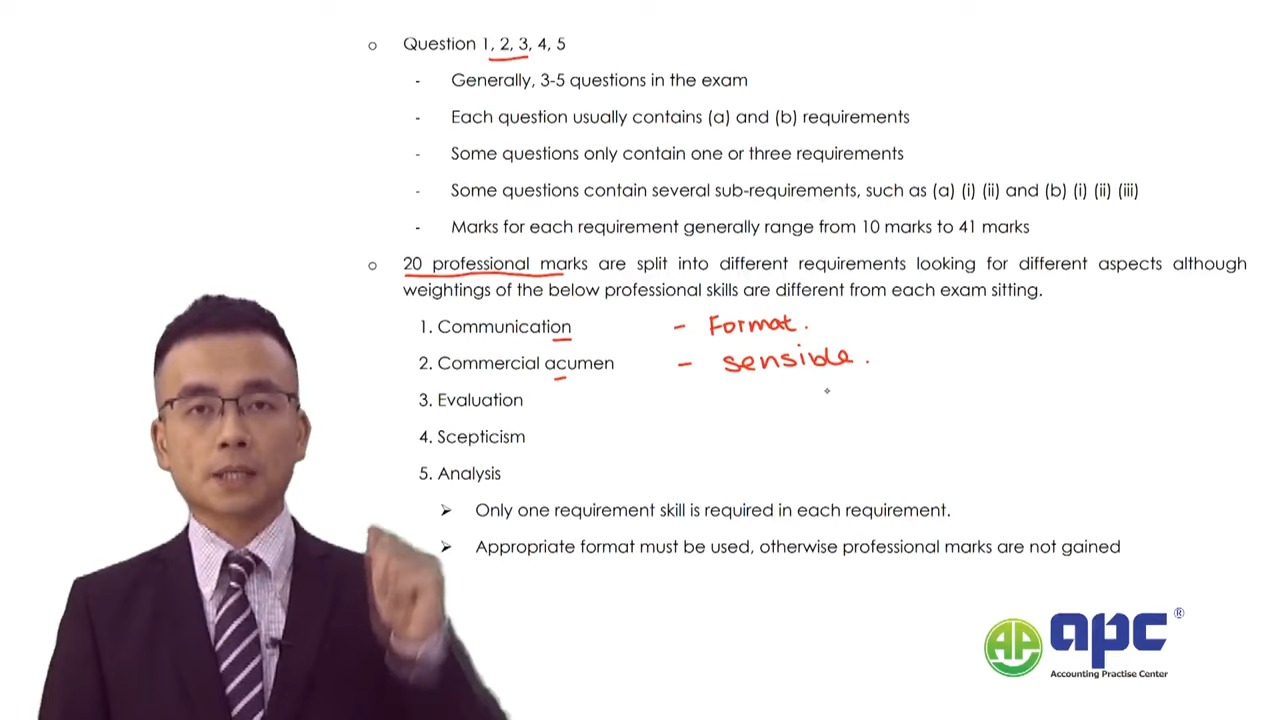 o Question 1, 2, 3, 4, 5
- Generally, 3-5 questions in the exam
- Each question usually contains (a) and (b) requirements
- Some questions only contain one or three requirements
- Some questions contain several sub-requirements, such as (a) (i) (ii) and (b) (i) (ii) (iii)
- Marks for each requirement generally range from 10 marks to 41 marks
o 20 professional marks are split into different requirements looking for different aspects although
weightings of the below professional skills are different from each exam sitting.
1. Communication - Format.
2. Commercial acumen - sensible.
3. Evaluation
4. Scepticism
5. Analysis
➢ Only one requirement skill is required in each requirement.
➢ Appropriate format must be used, otherwise professional marks are not gained
AP apc ®
Accounting Practise Center